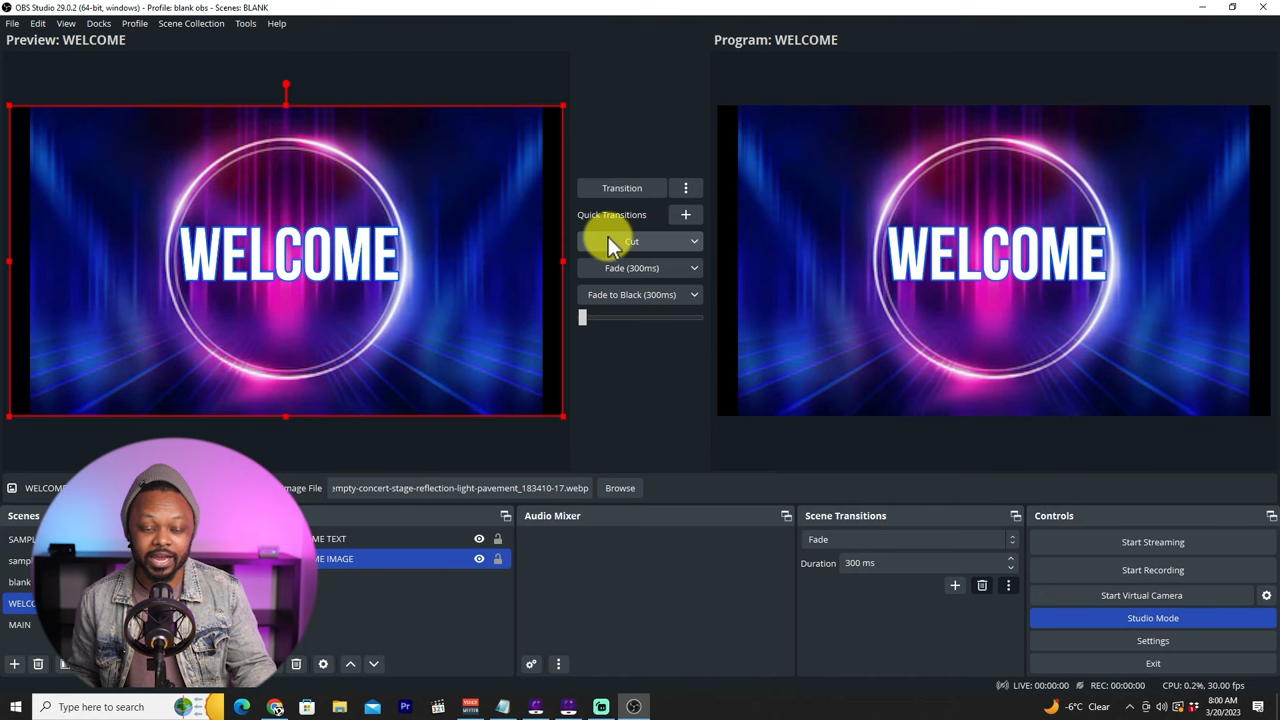 OBS Studio 29.0.2 (64-bit, windows) - Profile: blank obs - Scenes: BLANK
File Edit View Docks Profile Scene Collection Tools Help
Preview: WELCOME
Program: WELCOME
WELCOME
WELCOME
Transition
Quick Transitions
Cut
Fade (300ms)
Fade to Black (300ms)
Image File empty-concert-stage-reflection-light-pavement_183410-17.webp Browse
Scenes
blank
MAIN
TEXT
IMAGE
Audio Mixer
Scene Transitions
Fade
Duration 300 ms
Controls
Start Streaming
Start Recording
Start Virtual Camera
Studio Mode
Settings
Exit
LIVE: 00:00:00 REC: 00:00:00 CPU: 0.2%, 30.00 fps
Type here to search
Pr
-6°C Clear
8:00 AM
3/20/2023